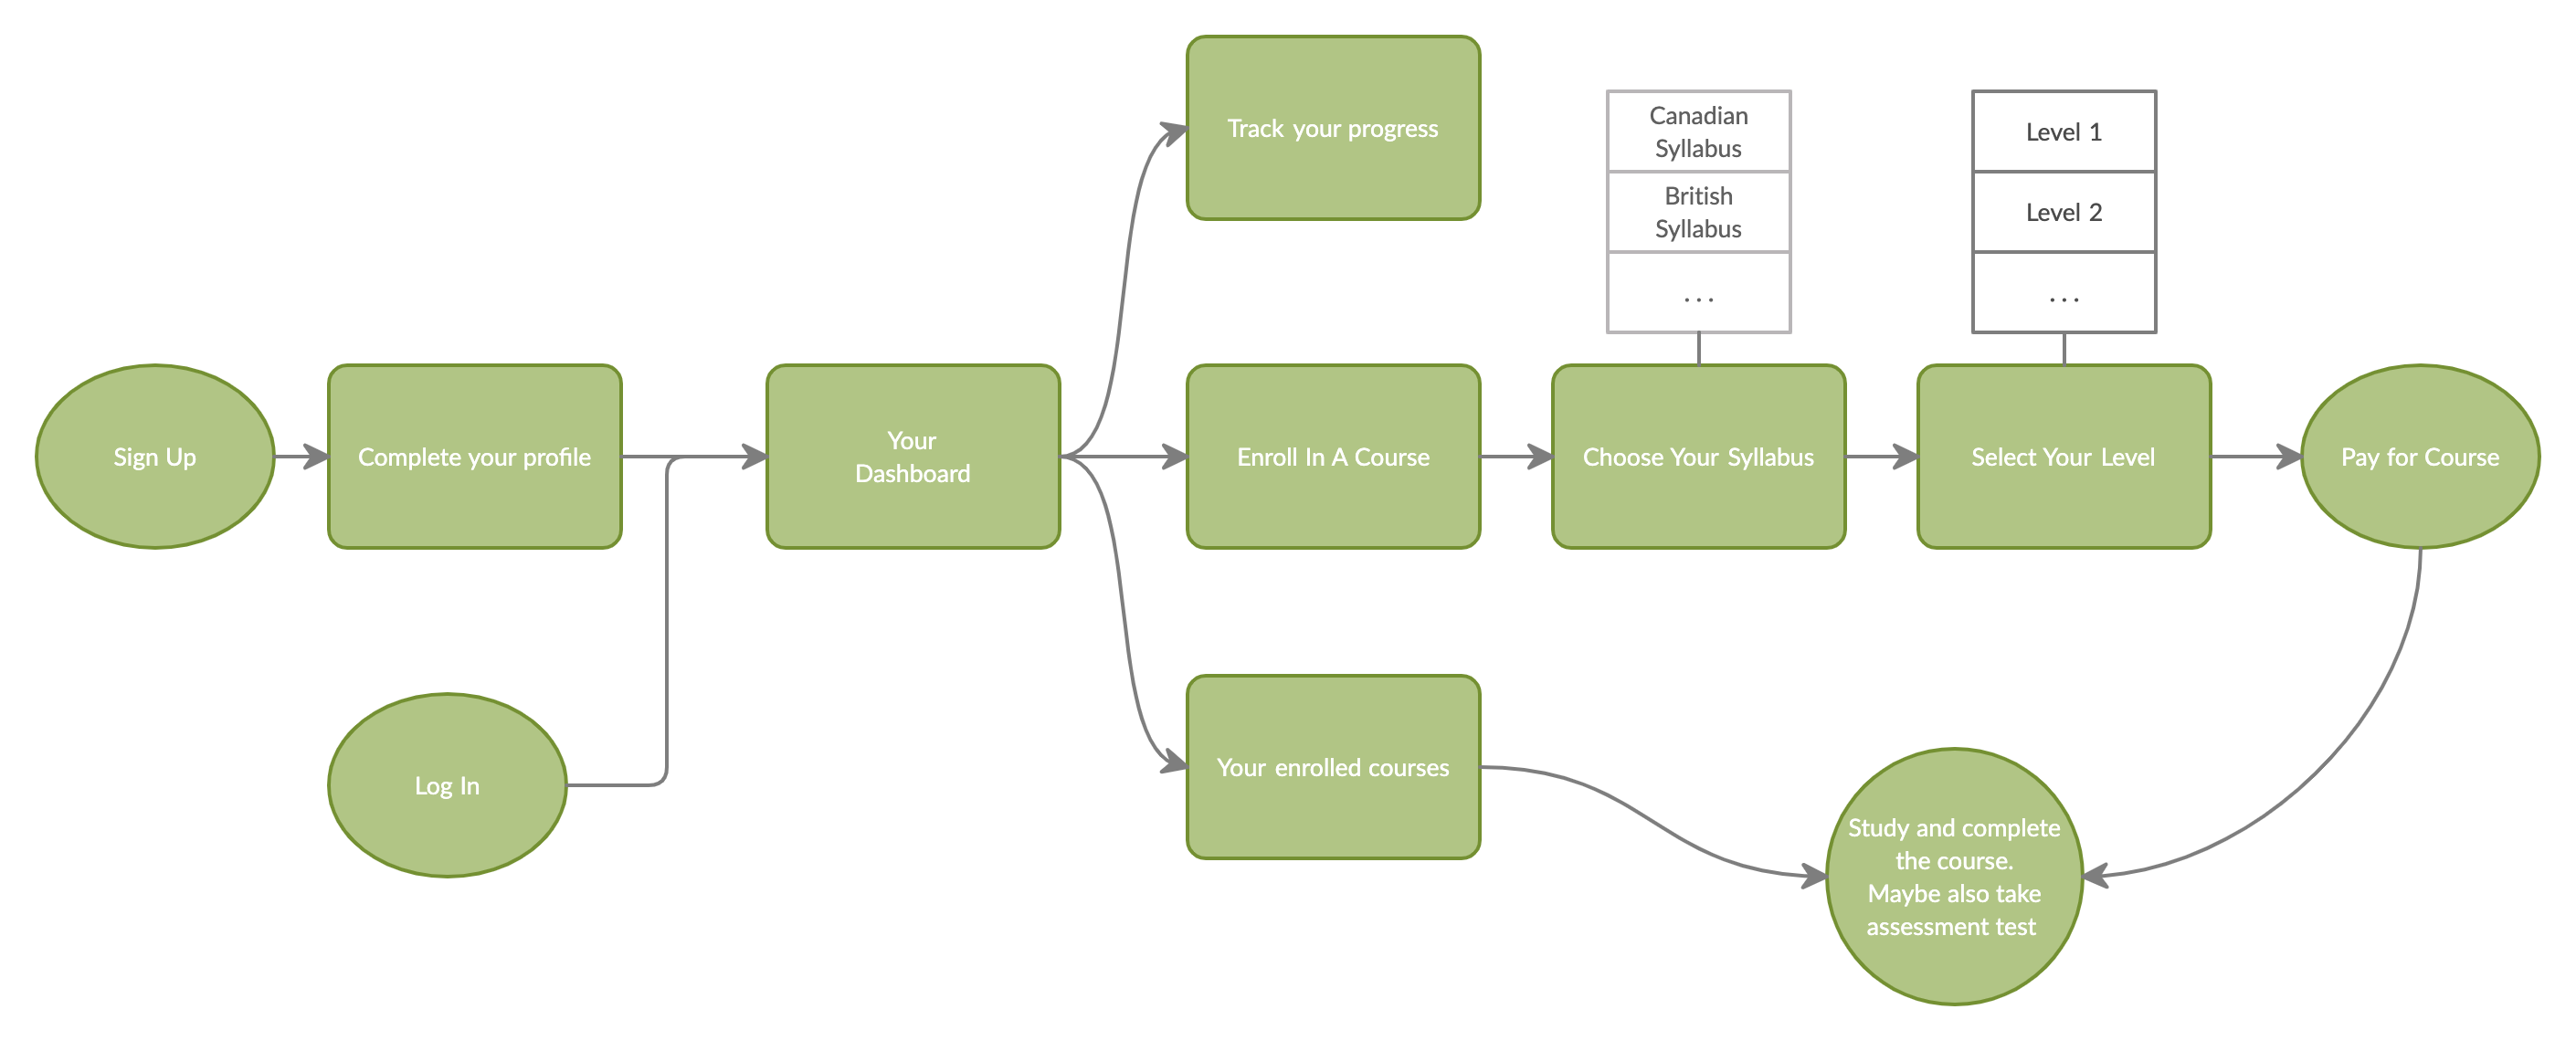 Track your progress
Canadian
Syllabus
British
Syllabus
...
Level 1
Level 2
...
Sign Up
Complete your profile
Your
Dashboard
Enroll In A Course
Choose Your Syllabus
Select Your Level
Pay for Course
Log In
Your enrolled courses
Study and complete
the course.
Maybe also take
assessment test